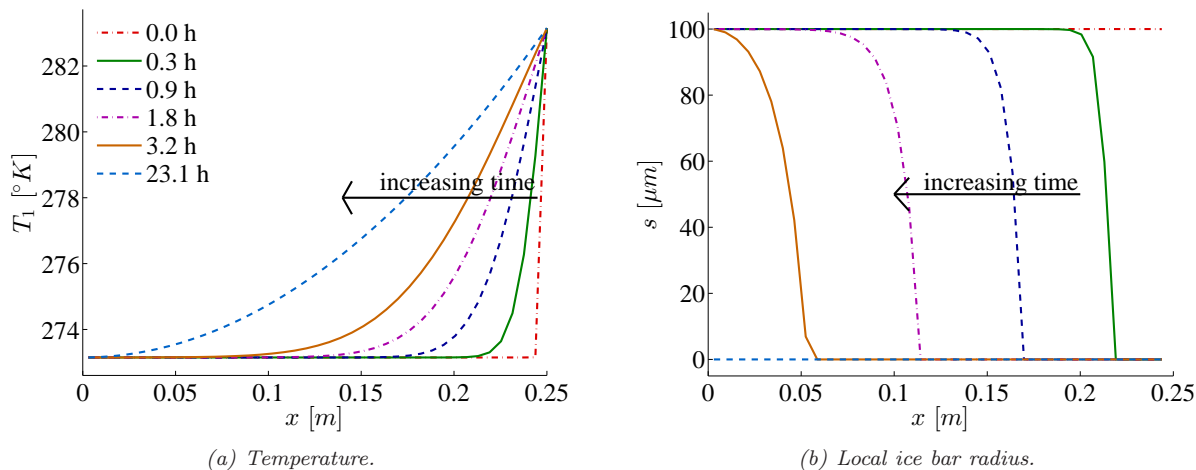 282
280
278
276
274
T₁ [°K]
0.0 h
0.3 h
0.9 h
1.8 h
3.2 h
23.1 h
increasing time
0 0.05 0.1 0.15 0.2 0.25
x [m]
(a) Temperature.
100
80
60
40
20
0
s [μm]
increasing time
0 0.05 0.1 0.15 0.2 0.25
x [m]
(b) Local ice bar radius.